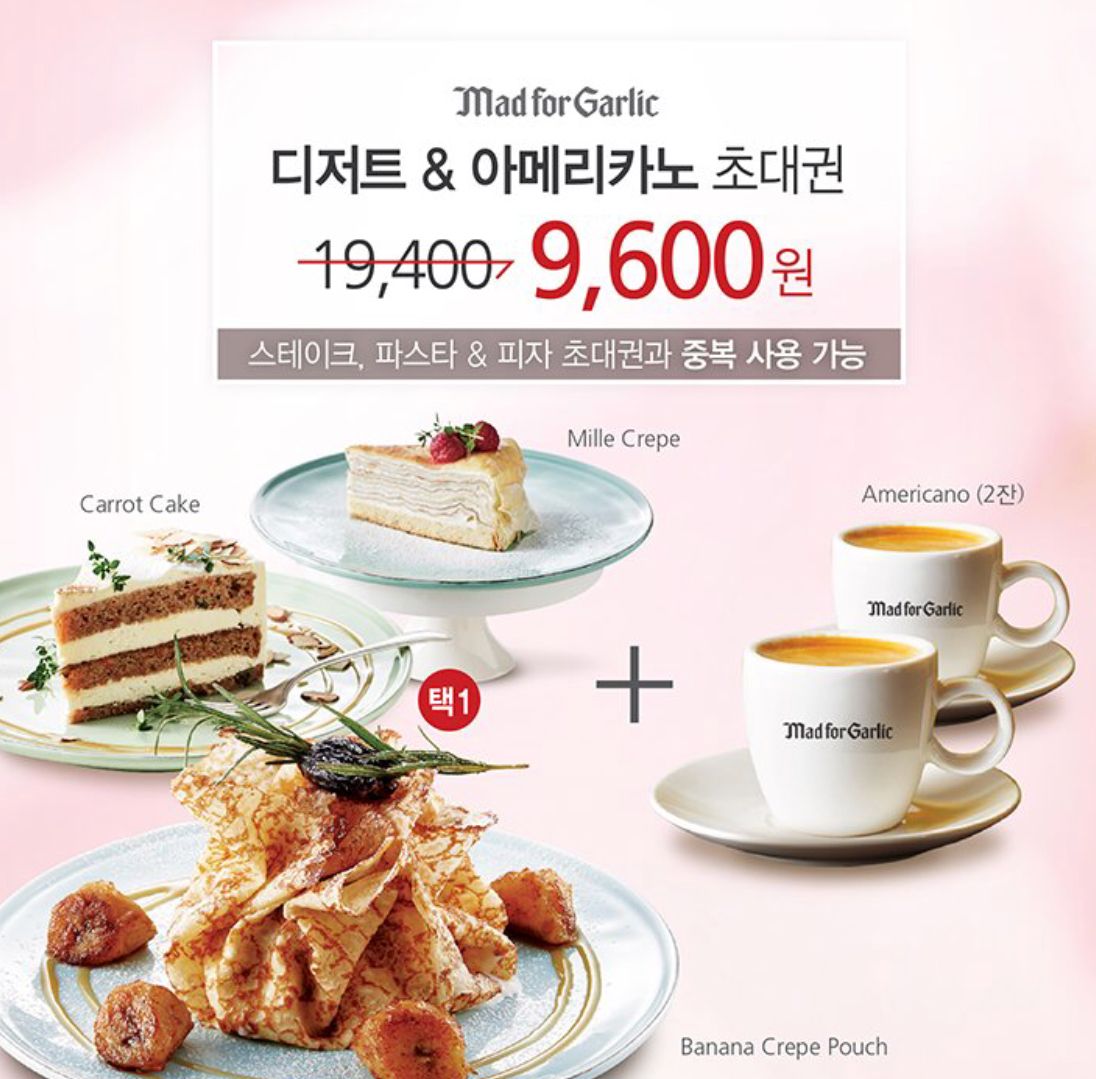 Mad for Garlic
디저트 & 아메리카노 초대권
19,400 9,600원
스테이크, 파스타 & 피자 초대권과 중복 사용 가능
Mille Crepe
Carrot Cake
Americano (2잔)
Mad for Garlic
택1
Mad for Garlic
Banana Crepe Pouch